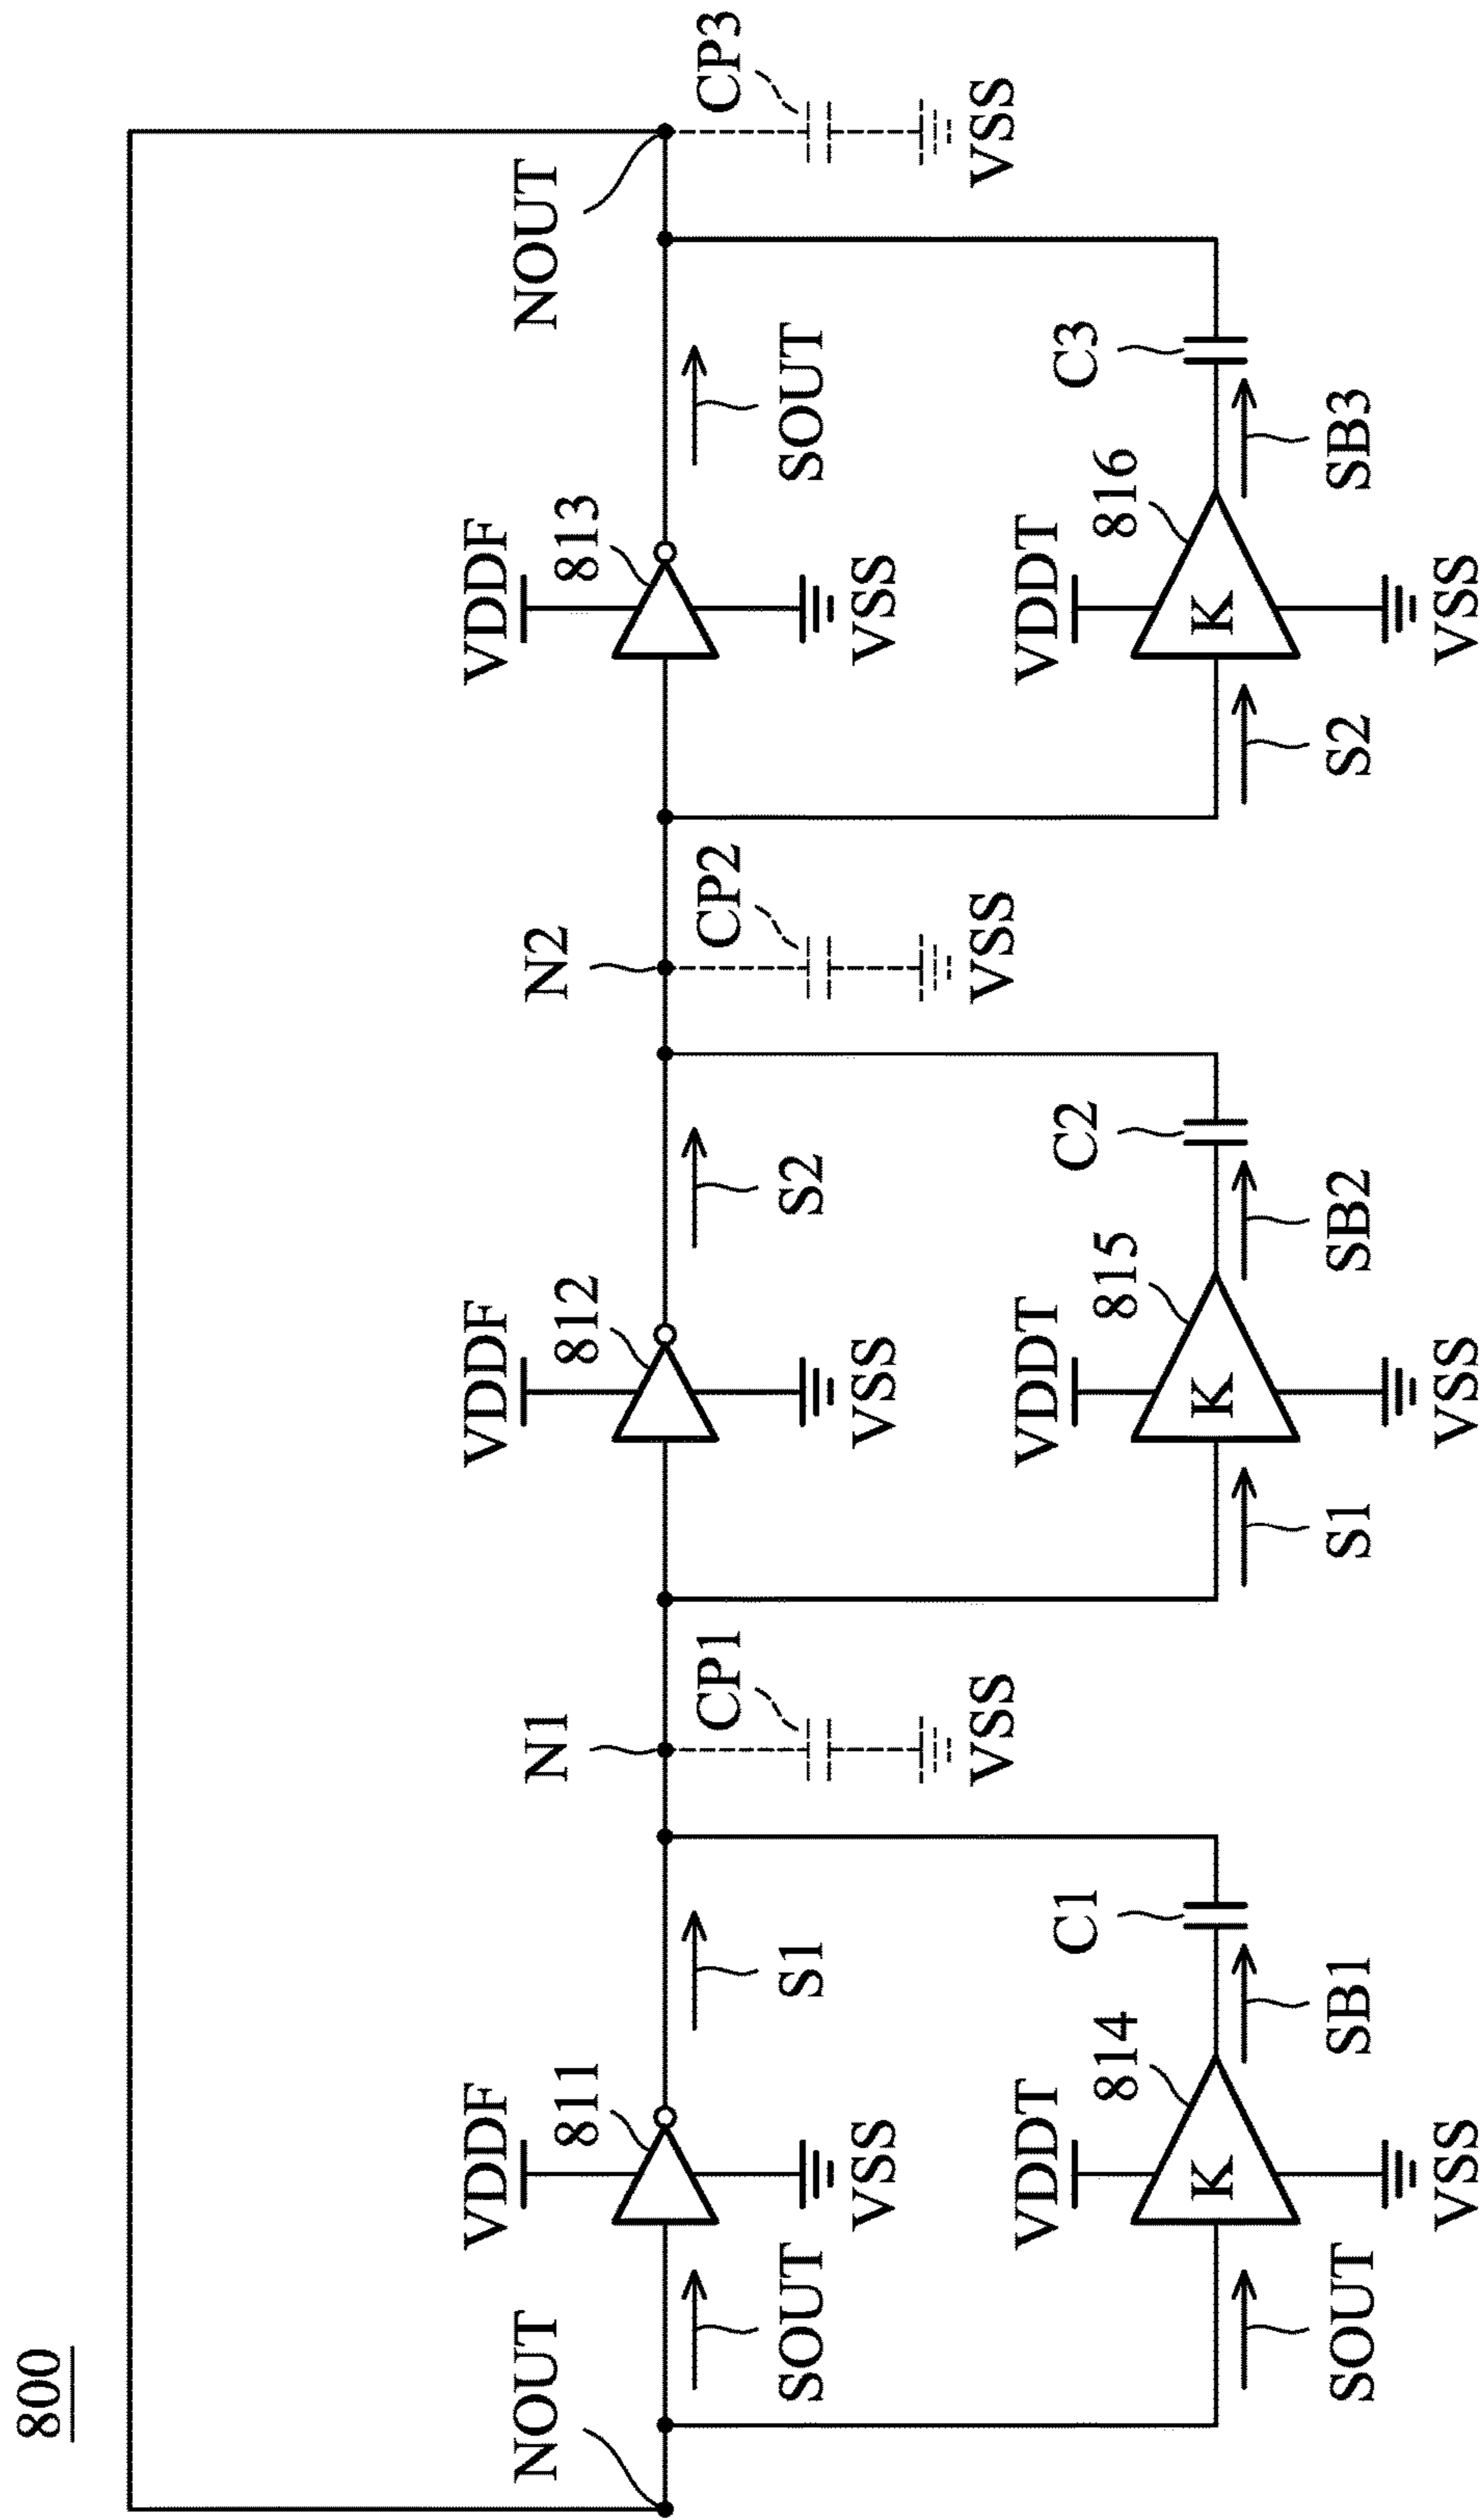 800
NOUT
SOUT
VDDF
811
VSS
S1
N1
CP1
VSS
VDDF
812
VSS
S2
N2
CP2
VSS
VDDF
813
VSS
SOUT
NOUT
CP3
VSS
SOUT
VDDT
814
K
VSS
SB1
C1
S1
VDDT
815
K
VSS
SB2
C2
S2
VDDT
816
K
VSS
SB3
C3